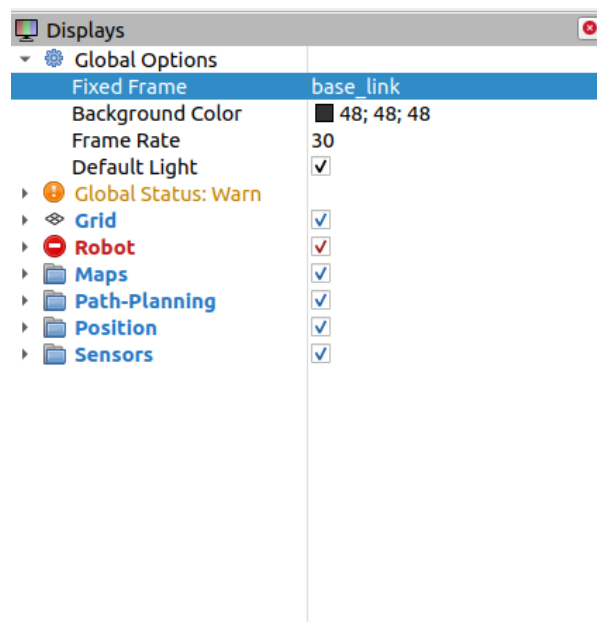 Displays
Global Options
Fixed Frame base_link
Background Color 48; 48; 48
Frame Rate 30
Default Light
Global Status: Warn
Grid
Robot
Maps
Path-Planning
Position
Sensors